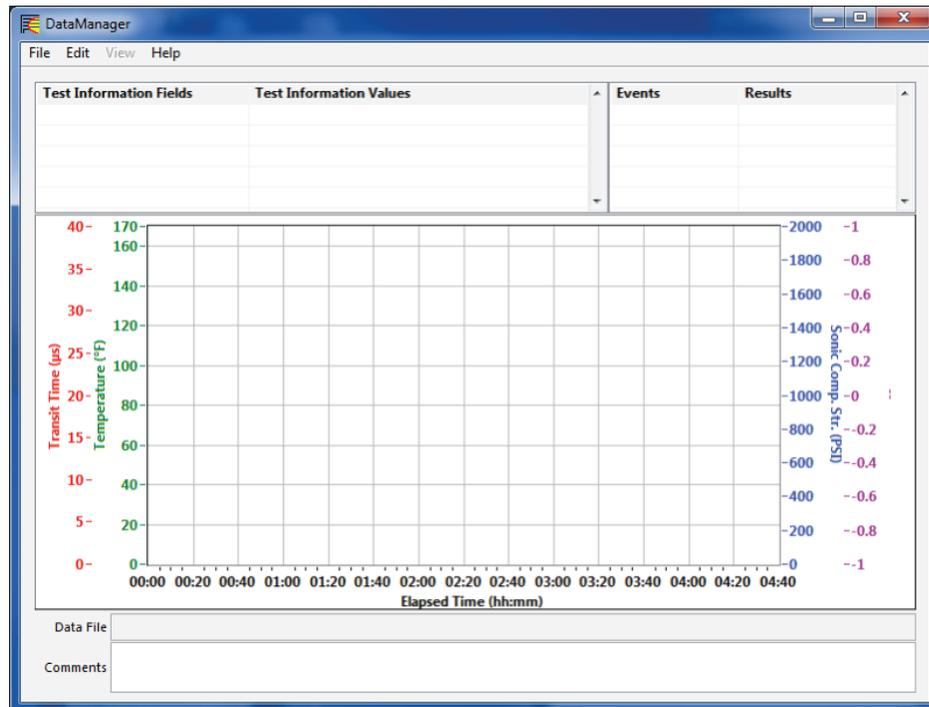 DataManager
File Edit View Help
Test Information Fields Test Information Values Events Results
40 170 2000 1
160
35 1800 0.8
140
30 1600 0.6
120
25 1400 0.4
100 1200 0.2
20 80 1000 0
15 60 800 -0.2
600 -0.4
10 40 400 -0.6
5 20 200 -0.8
0 0 0 -1
Transit Time (µs)
Temperature (°F)
Sonic Comp. Str. (PSI)
00:00 00:20 00:40 01:00 01:20 01:40 02:00 02:20 02:40 03:00 03:20 03:40 04:00 04:20 04:40
Elapsed Time (hh:mm)
Data File
Comments